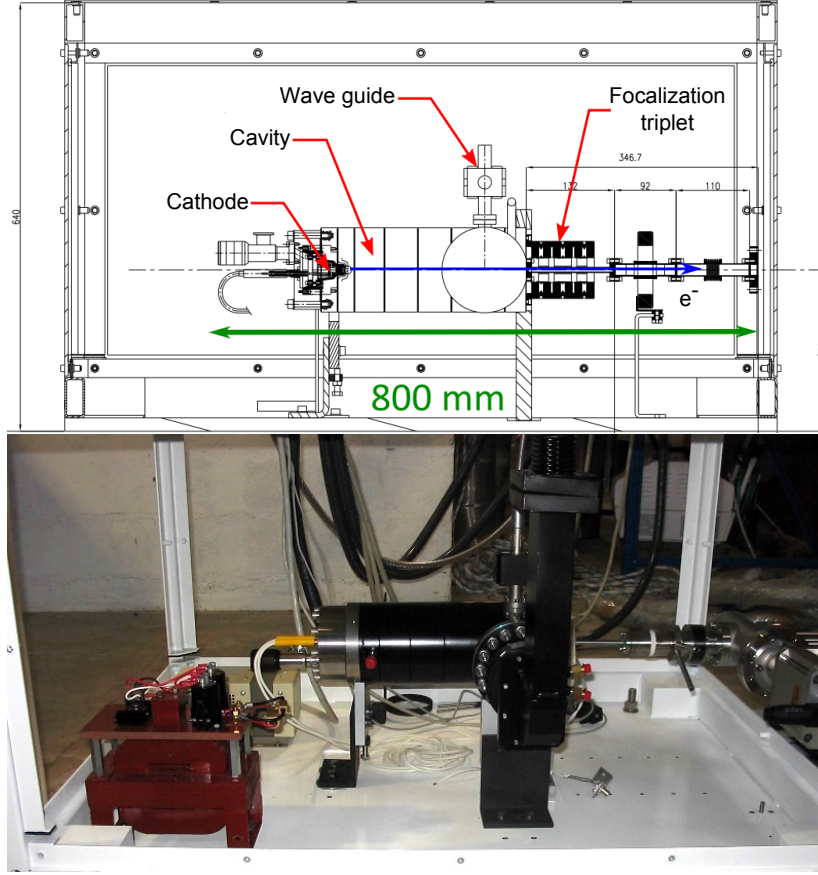 Wave guide
Focalization
triplet
Cavity
346.7
132
92
110
Cathode
640
e-
800 mm